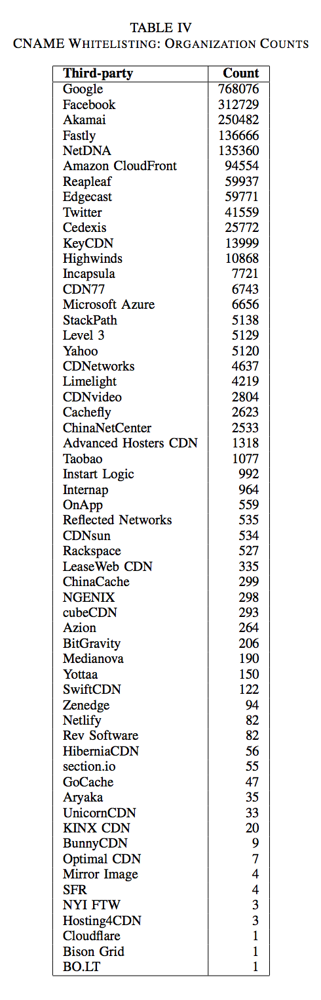 TABLE IV
CNAME WHITELISTING: ORGANIZATION COUNTS
Third-party Count
Google 768076
Facebook 312729
Akamai 250482
Fastly 136666
NetDNA 135360
Amazon CloudFront 94554
Reapleaf 59937
Edgecast 59771
Twitter 41559
Cedexis 25772
KeyCDN 13999
Highwinds 10868
Incapsula 7721
CDN77 6743
Microsoft Azure 6656
StackPath 5138
Level 3 5129
Yahoo 5120
CDNetworks 4637
Limelight 4219
CDNvideo 2804
Cachefly 2623
ChinaNetCenter 2533
Advanced Hosters CDN 1318
Taobao 1077
Instart Logic 992
Internap 964
OnApp 559
Reflected Networks 535
CDNsun 534
Rackspace 527
LeaseWeb CDN 335
ChinaCache 299
NGENIX 298
cubeCDN 293
Azion 264
BitGravity 206
Medianova 190
Yottaa 150
SwiftCDN 122
Zenedge 94
Netlify 82
Rev Software 82
HiberniaCDN 56
section.io 55
GoCache 47
Aryaka 35
UnicornCDN 33
KINX CDN 20
BunnyCDN 9
Optimal CDN 7
Mirror Image 4
SFR 4
NYI FTW 3
Hosting4CDN 3
Cloudflare 1
Bison Grid 1
BO.LT 1